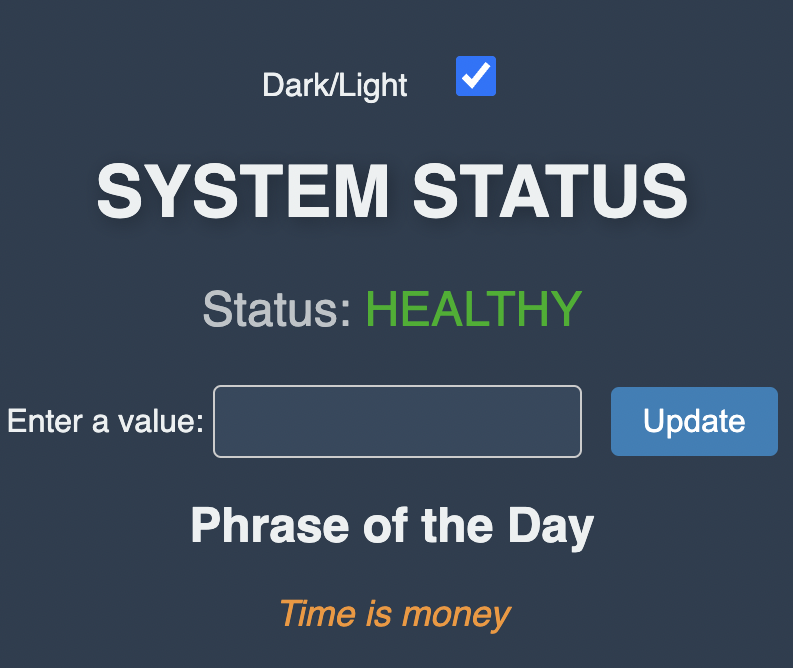 Dark/Light
SYSTEM STATUS
Status: HEALTHY
Enter a value: Update
Phrase of the Day
Time is money